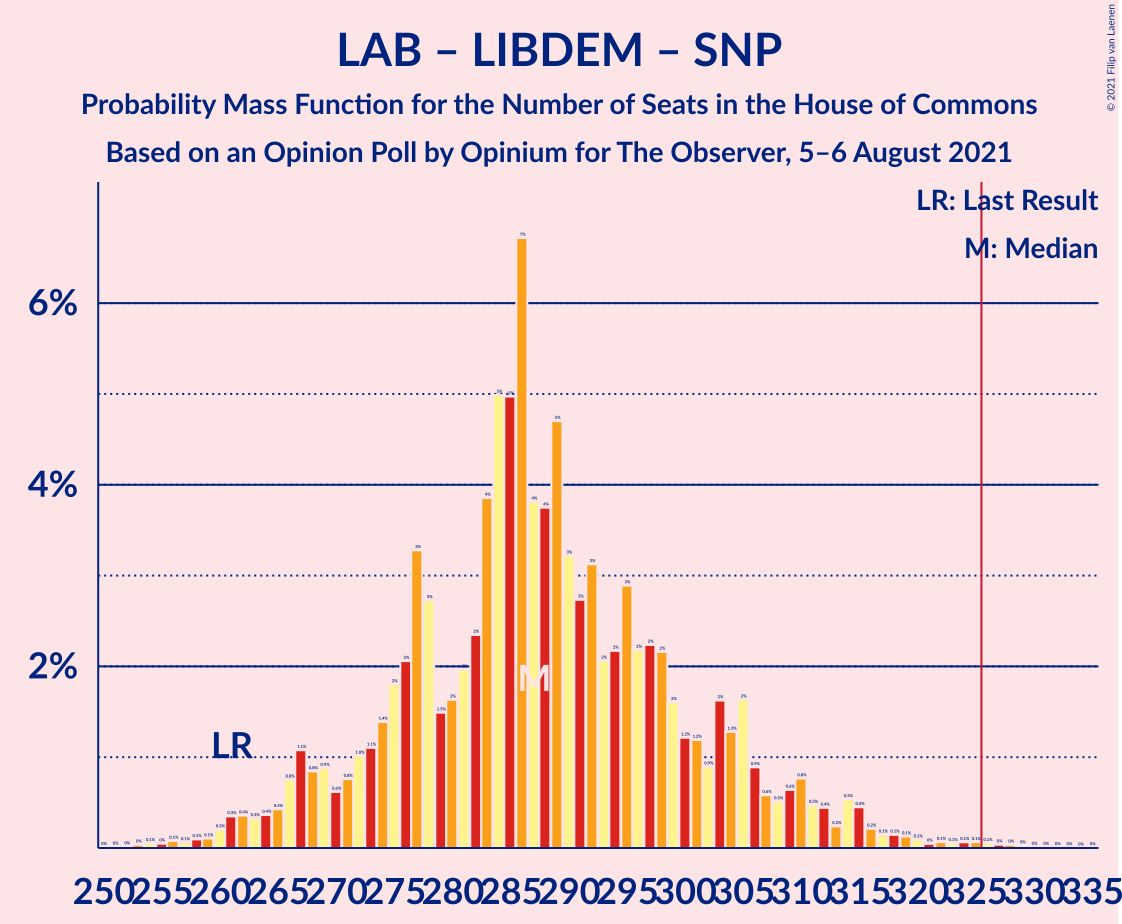 LAB – LIBDEM – SNP
Probability Mass Function for the Number of Seats in the House of Commons
Based on an Opinion Poll by Opinium for The Observer, 5–6 August 2021
© 2021 Filip van Laenen
LR: Last Result
M: Median
6%
4%
2%
LR
M
250 255 260 265 270 275 280 285 290 295 300 305 310 315 320 325 330 335